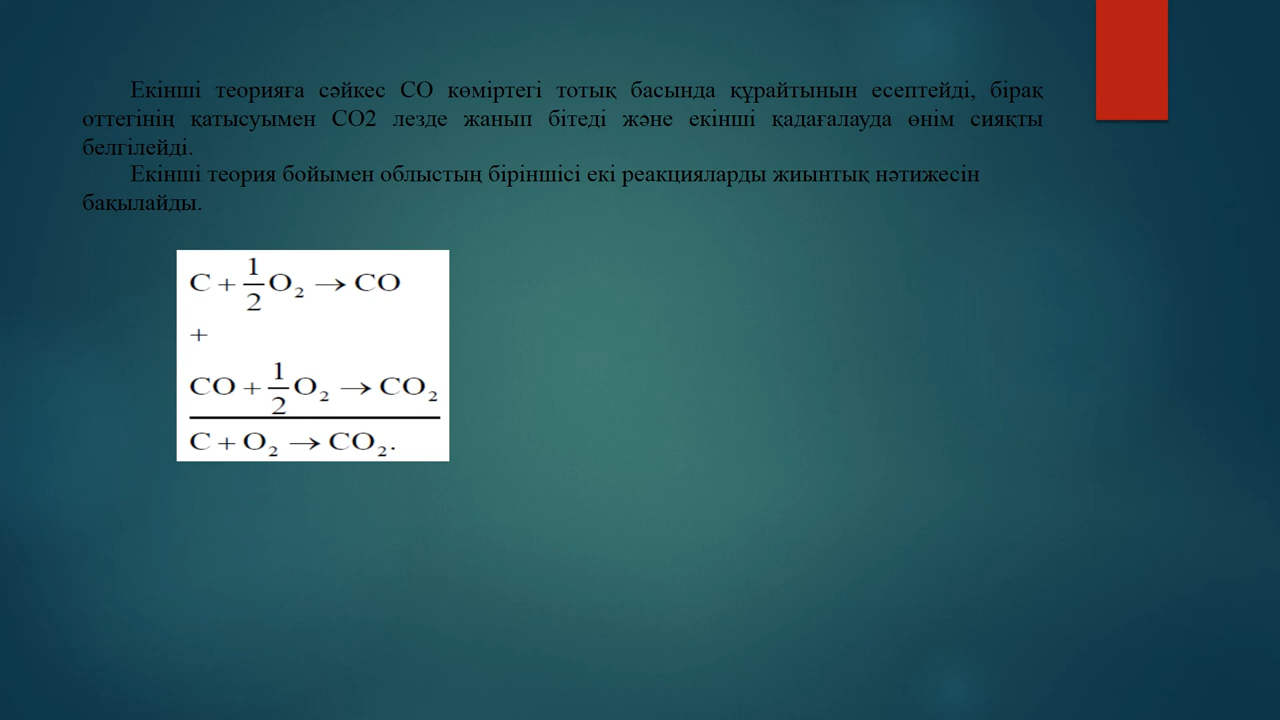 Екінші теорияға сәйкес СО көміртегі тотық басында құрайтынын есептейді, бірақ
оттегінің қатысуымен СО2 лезде жанып бітеді және екінші қадағалауда өнім сияқты
белгілейді.
Екінші теория бойымен облыстың біріншісі екі реакцияларды жиынтық нәтижесін
бақылайды.
C + 1/2 O₂ → CO
+
CO + 1/2 O₂ → CO₂
C + O₂ → CO₂.